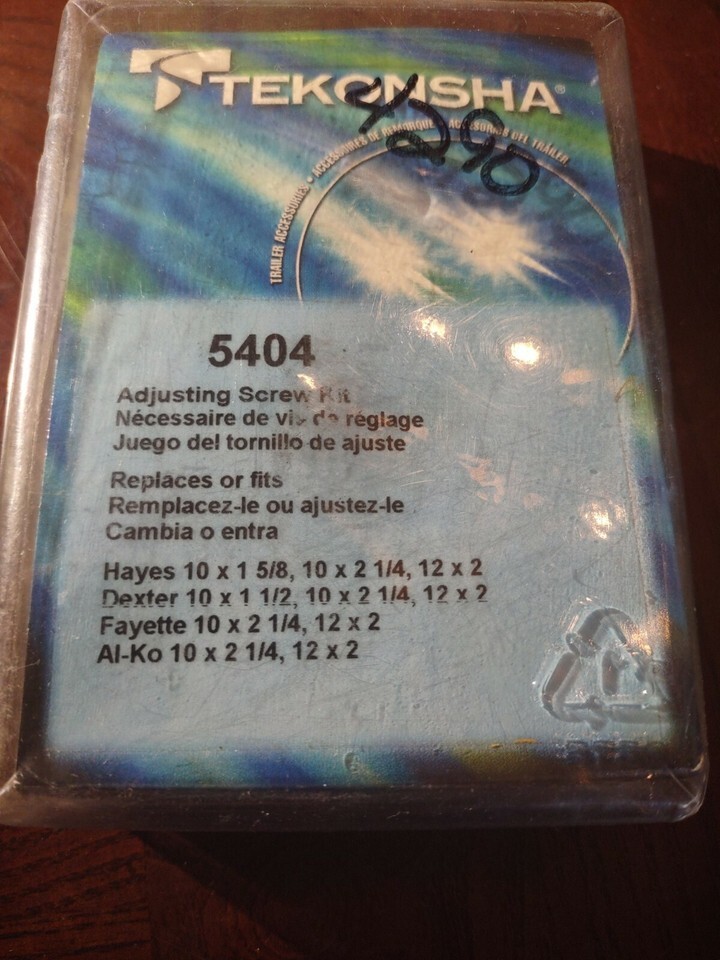 TEKONSHA®
4290
TRAILER ACCESSORIES • ACCESSOIRES DE REMORQUE • ACCESORIOS DEL TRÁILER
5404
Adjusting Screw Kit
Nécessaire de vis de réglage
Juego del tornillo de ajuste
Replaces or fits
Remplacez-le ou ajustez-le
Cambia o entra
Hayes 10 x 1 5/8, 10 x 2 1/4, 12 x 2
Dexter 10 x 1 1/2, 10 x 2 1/4, 12 x 2
Fayette 10 x 2 1/4, 12 x 2
Al-Ko 10 x 2 1/4, 12 x 2